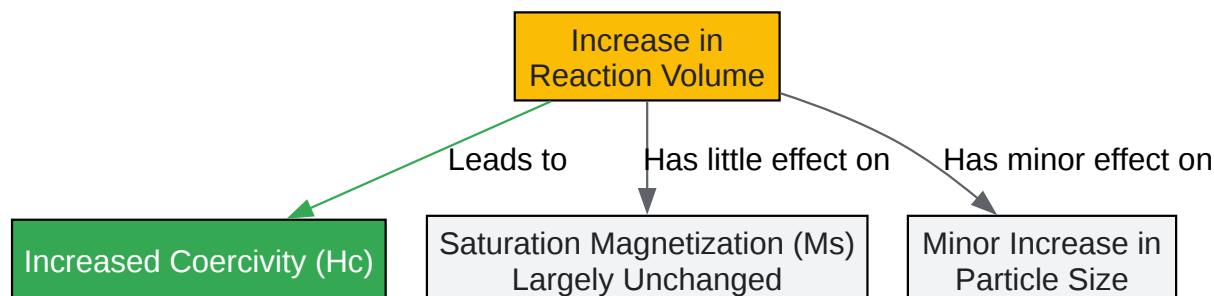 Increase in
Reaction Volume
Leads to
Has little effect on
Has minor effect on
Increased Coercivity (Hc)
Saturation Magnetization (Ms)
Largely Unchanged
Minor Increase in
Particle Size